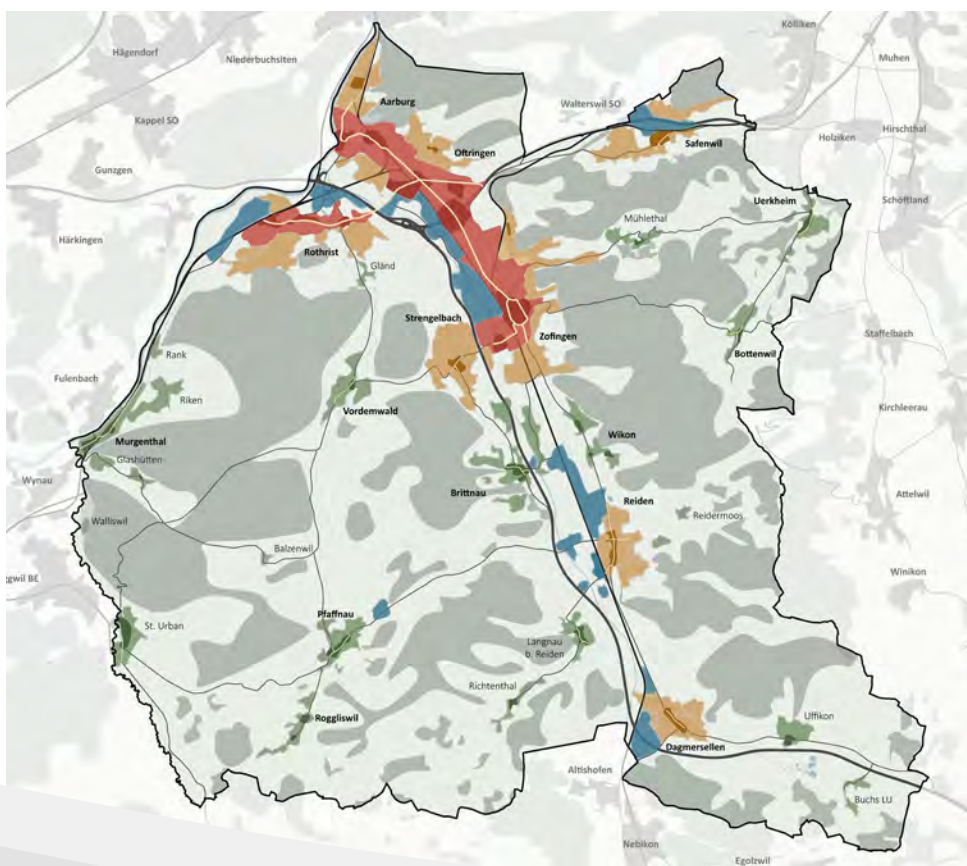 Kölliken
Hägendorf
Niederbuchsiten
Muhen
Aarburg
Walterswil SO
Kappel SO
Holziken
Hirschthal
Oftringen
Safenwil
Gunzgen
Schöftland
Uerkheim
Mühlethal
Härkingen
Rothrist
Gländ
Strengelbach
Zofingen
Staffelbach
Rank
Bottenwil
Fulenbach
Riken
Vordemwald
Kirchleerau
Murgenthal
Wikon
Glashütten
Wynau
Brittnau
Reiden
Attelwil
Walliswil
Reidermoos
Balzenwil
Winikon
ggwil BE
Pfaffnau
St. Urban
Langnau
b. Reiden
Richtenthal
Roggliswil
Uffikon
Dagmersellen
Altishofen
Buchs LU
Nebikon
Egolzwil